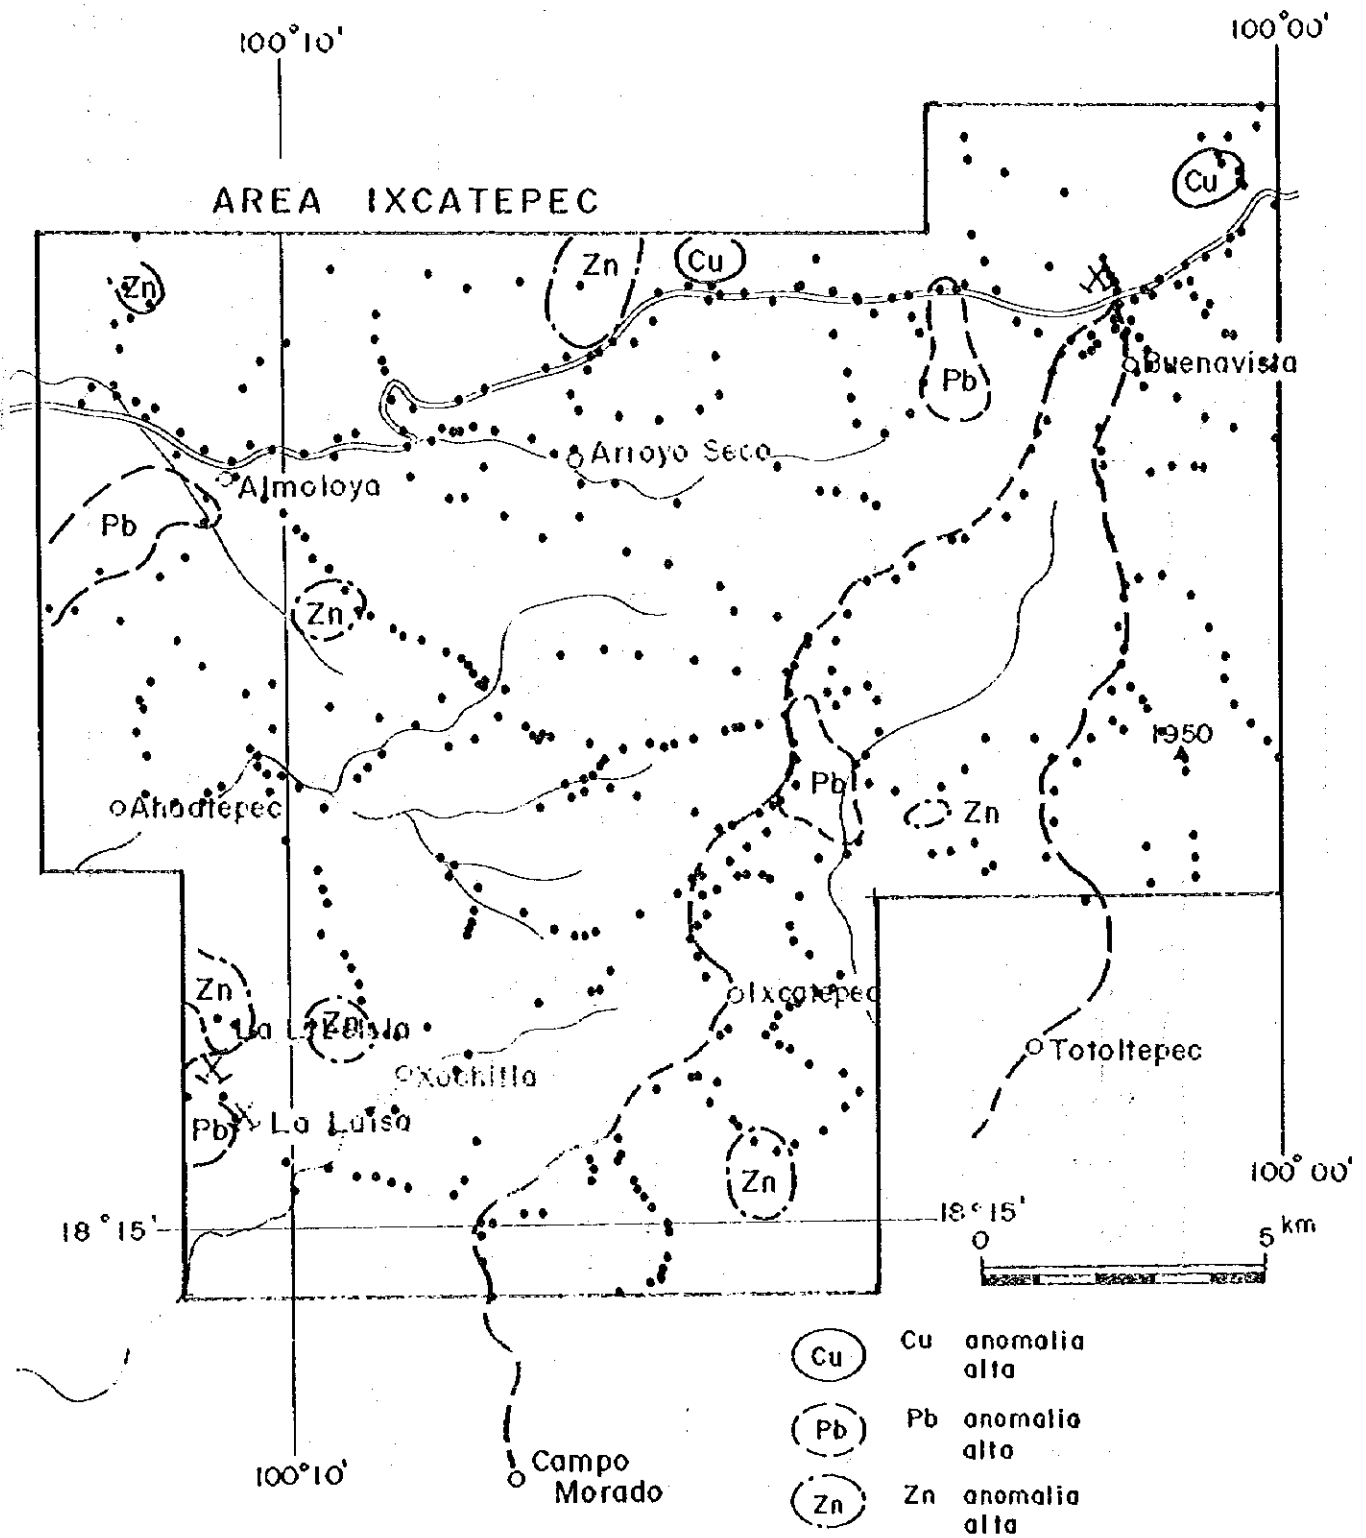 100°10'
100°00'
AREA IXCATEPEC
Cu
Zn
Zn
Cu
Pb
Buenavista
Arroyo Seco
Almoloya
Pb
Zn
1950
Pb
Zn
Ahuatepec
Zn
Ixcatepec
Zn
La
Totoltepec
Xochitla
La Luisa
Pb
Zn
100°00'
18°15'
18°15'
0
5 km
Cu
Cu anomalia
alta
Pb
Pb anomalia
alta
100°10'
Campo
Morado
Zn
Zn anomalia
alta